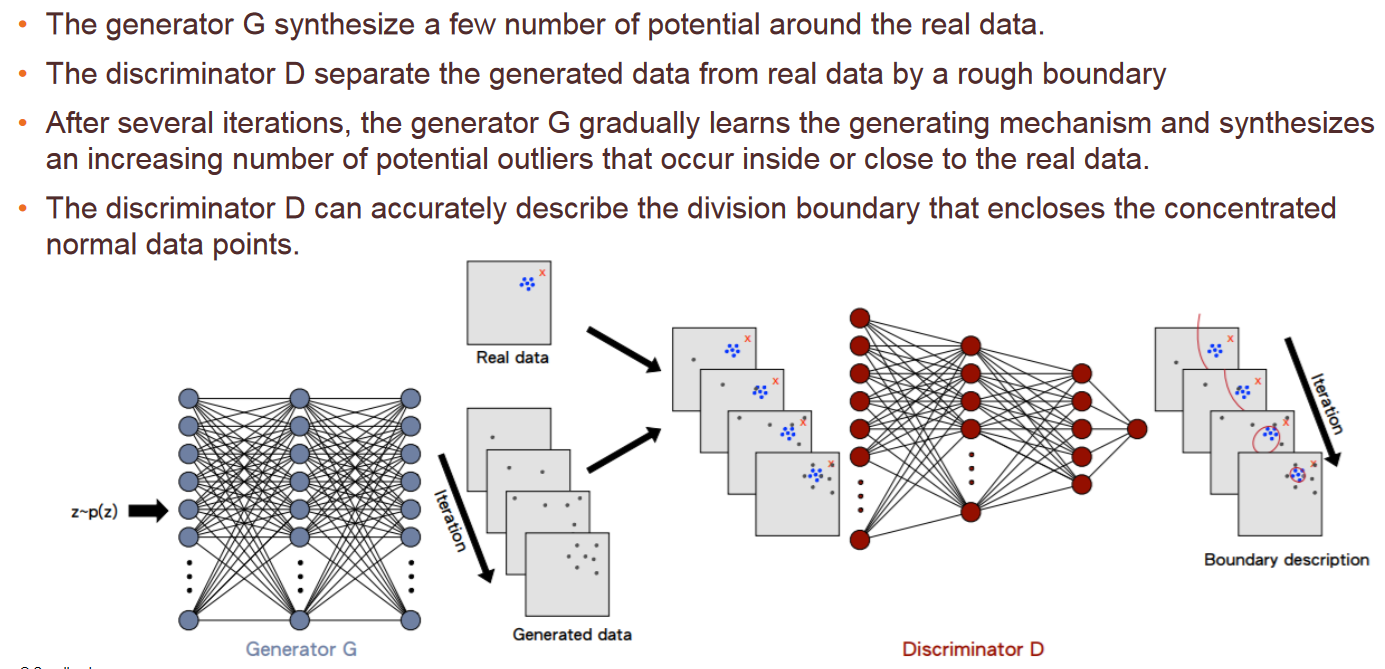 • The generator G synthesize a few number of potential around the real data.
• The discriminator D separate the generated data from real data by a rough boundary
• After several iterations, the generator G gradually learns the generating mechanism and synthesizes
an increasing number of potential outliers that occur inside or close to the real data.
• The discriminator D can accurately describe the division boundary that encloses the concentrated
normal data points.
Real data
z~p(z)
Iteration
Generated data
Generator G
Discriminator D
Iteration
Boundary description